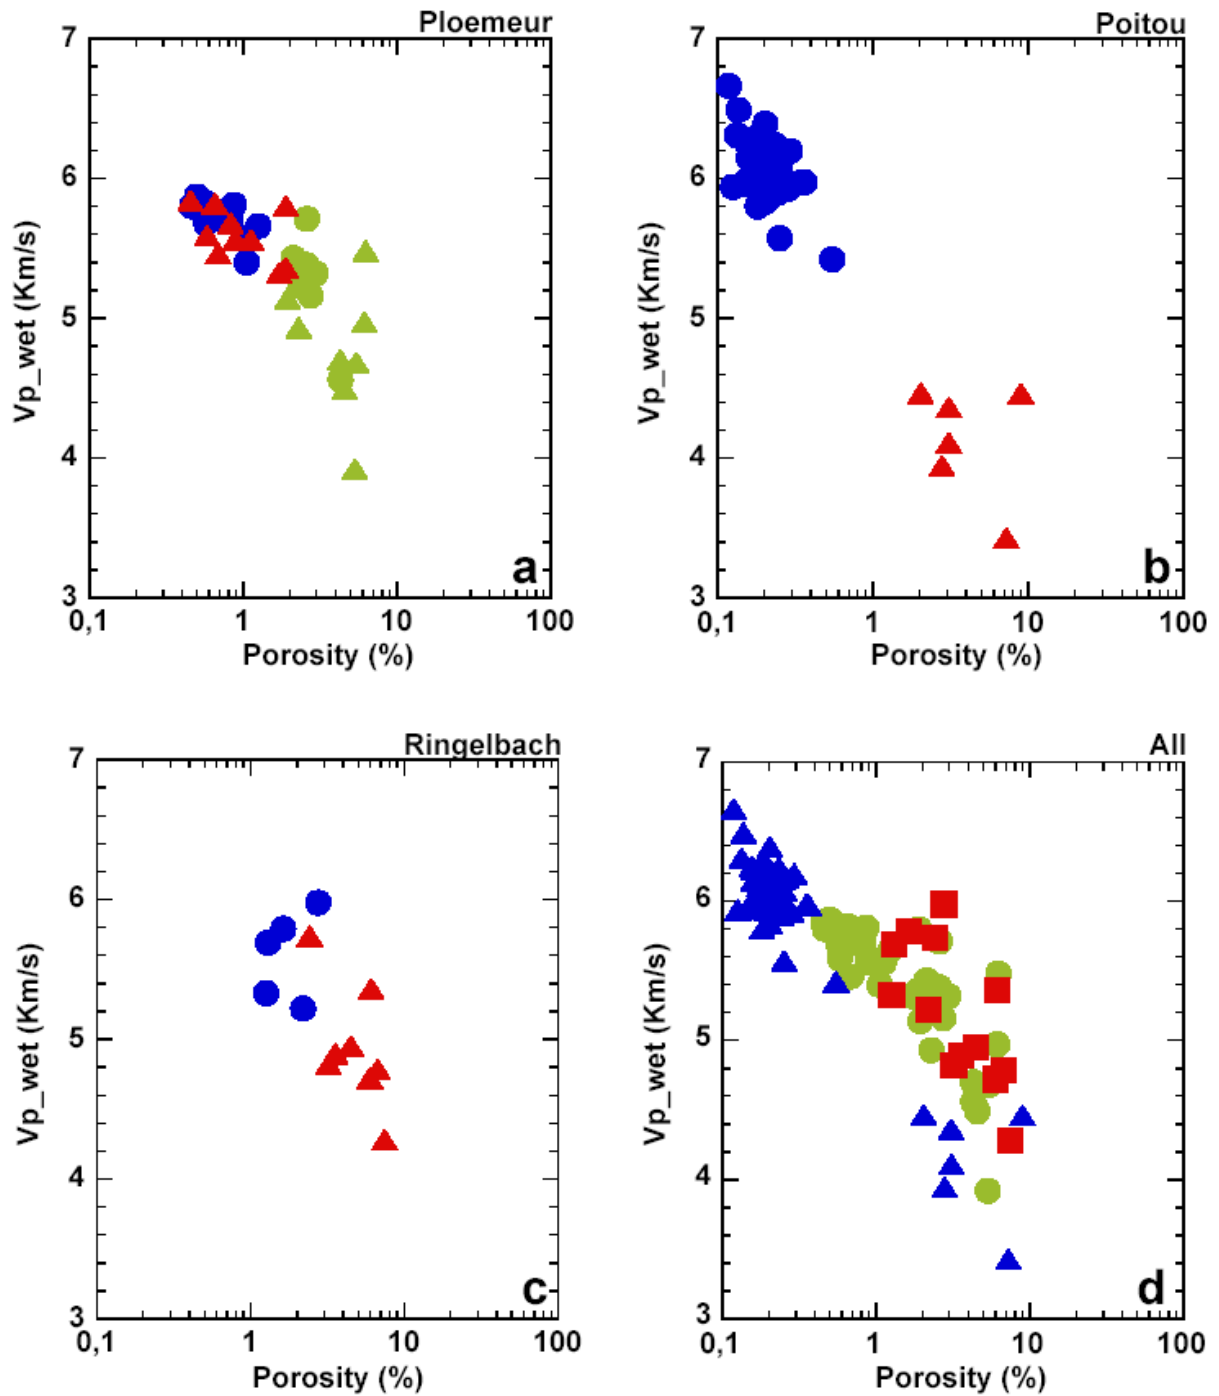 Ploemeur
7
6
5
4
3
Vp_wet (Km/s)
a
0,1 1 10 100
Porosity (%)
Poitou
7
6
5
4
3
Vp_wet (Km/s)
b
0,1 1 10 100
Porosity (%)
Ringelbach
7
6
5
4
3
Vp_wet (Km/s)
c
0,1 1 10 100
Porosity (%)
All
7
6
5
4
3
Vp_wet (Km/s)
d
0,1 1 10 100
Porosity (%)